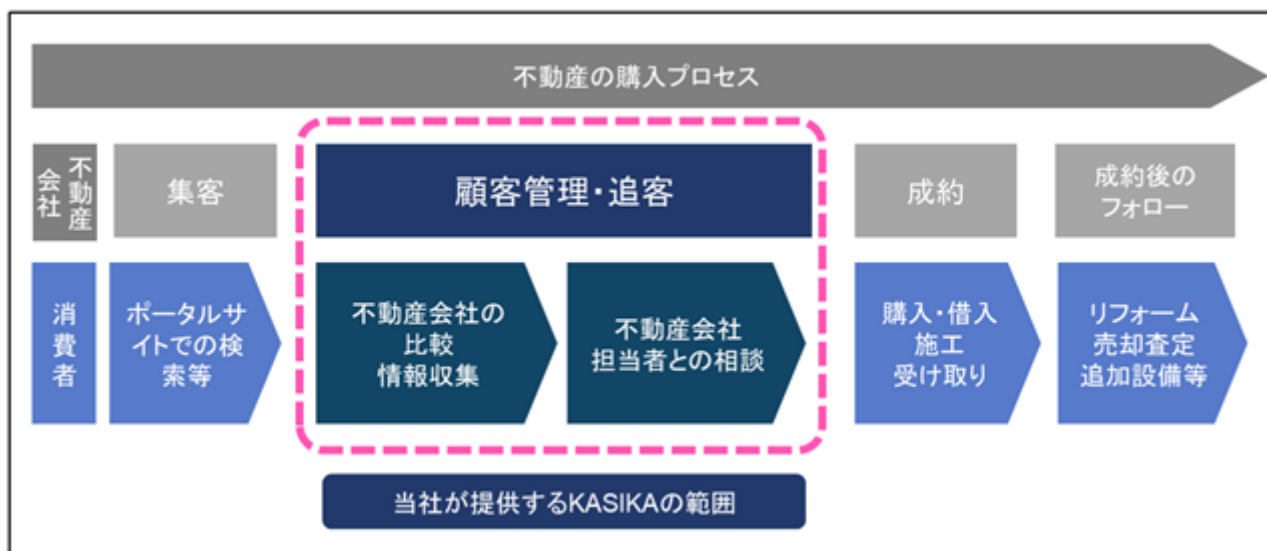 不動産の購入プロセス
不動産
会社
集客
顧客管理・追客
成約
成約後の
フォロー
消費者
ポータルサ
イトでの検
索等
不動産会社の
比較
情報収集
不動産会社
担当者との相談
購入・借入
施工
受け取り
リフォーム
売却査定
追加設備等
当社が提供するKASIKAの範囲